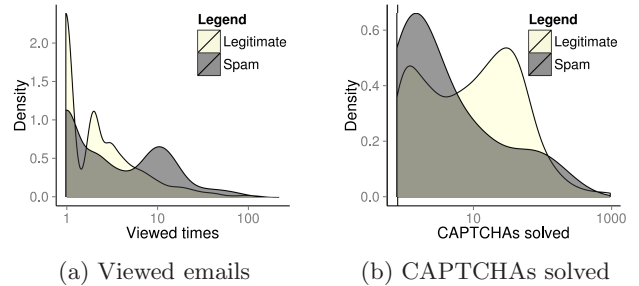 Legend
Legitimate
Spam
Density
2.0
1.5
1.0
0.5
0.0
1
10
100
Viewed times
(a) Viewed emails
Legend
Legitimate
Spam
Density
0.6
0.4
0.2
0.0
10
1000
CAPTCHAs solved
(b) CAPTCHAs solved